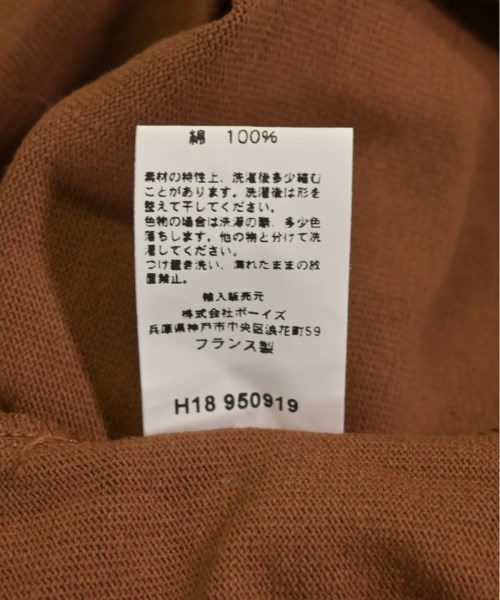 綿 100%
素材の特性上、洗濯後多少縮む
ことがあります。洗濯後は形を
整えて干してください。
色物の場合は洗濯の際、多少色
落ちします。他の物と分けて洗
濯してください。
つけ置き洗い、濡れたままの放
置禁止。
輸入販売元
株式会社ボーイズ
兵庫県神戸市中央区浪花町59
フランス製
H18 950919